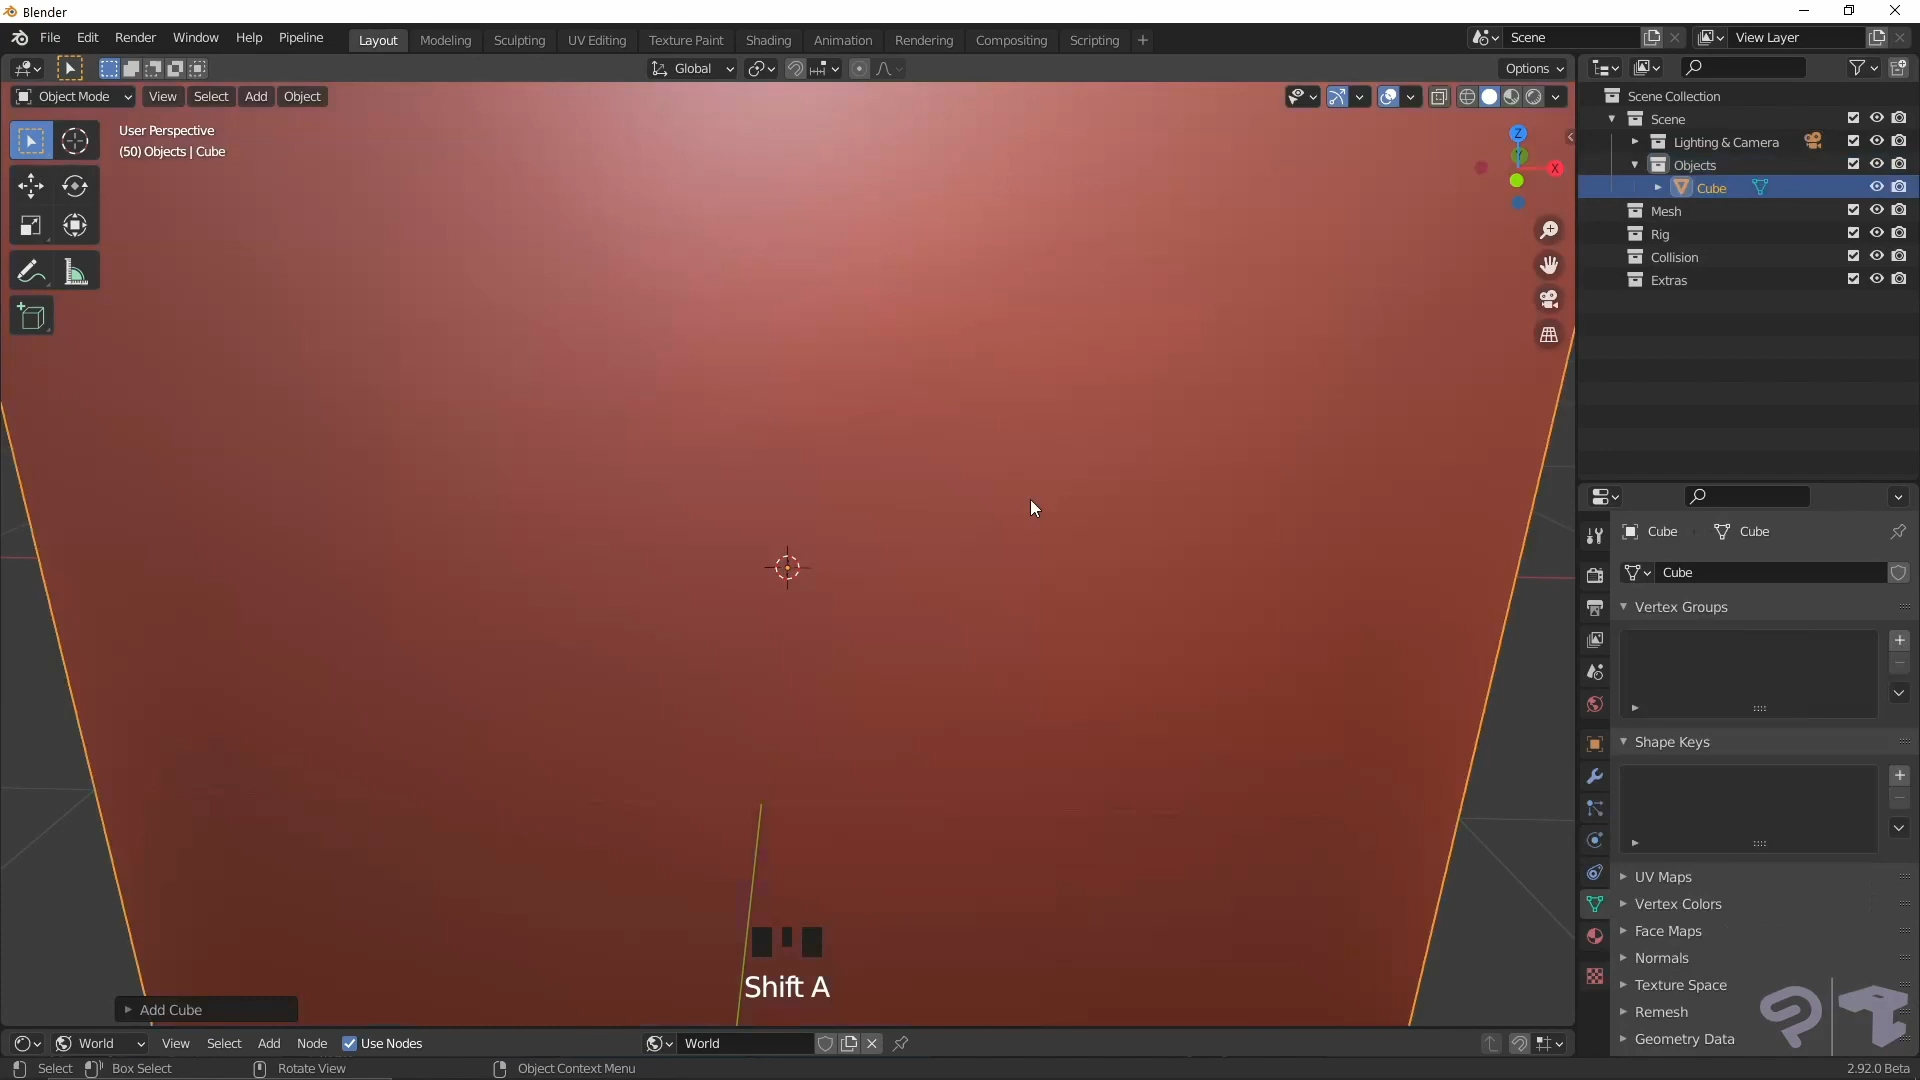 Blender
File Edit Render Window Help Pipeline Layout Modeling Sculpting UV Editing Texture Paint Shading Animation Rendering Compositing Scripting + Scene View Layer
Global Options
Object Mode View Select Add Object
User Perspective
(50) Objects | Cube
Z
Y
X
Scene Collection
Scene
Lighting & Camera
Objects
Cube
Mesh
Rig
Collision
Extras
Cube Cube
Cube
Vertex Groups
Shape Keys
UV Maps
Vertex Colors
Face Maps
Normals
Texture Space
Remesh
Geometry Data
Shift A
Add Cube
World View Select Add Node Use Nodes World
Select Box Select Rotate View Object Context Menu 2.92.0 Beta